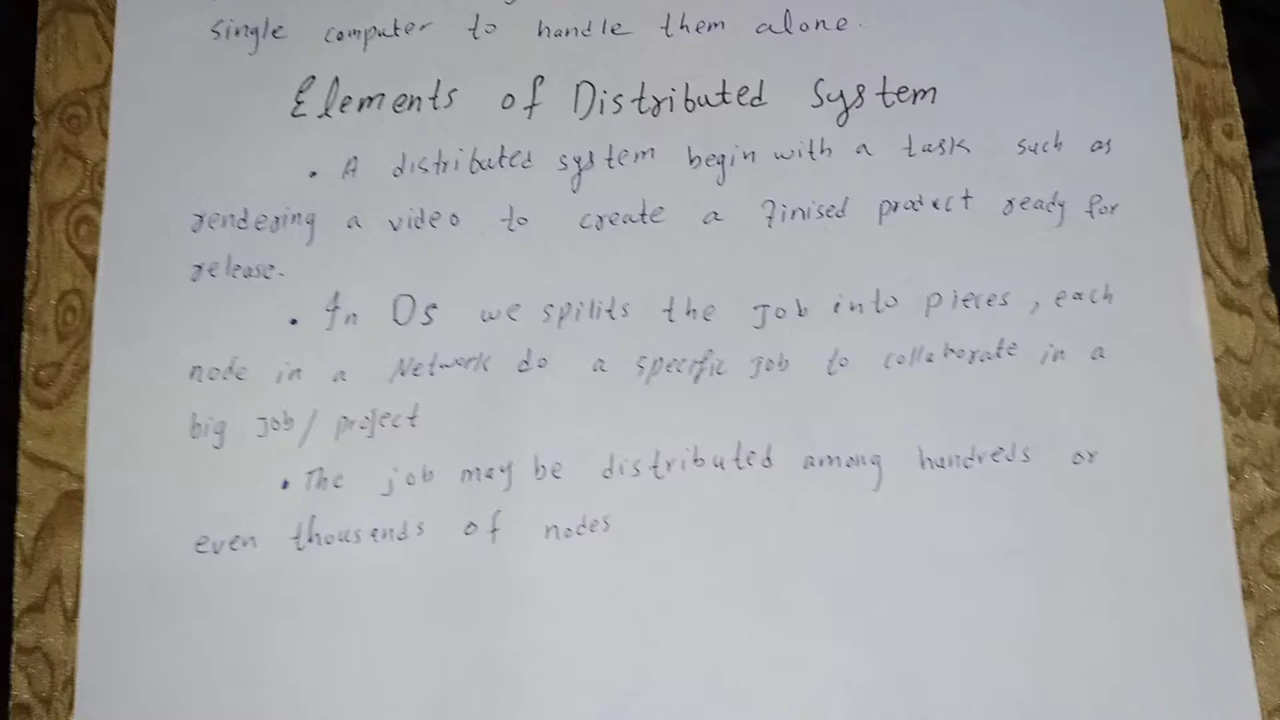 single computer to handle them alone.
Elements of Distributed System
. A distributed system begin with a task such as
rendering a video to create a finised product ready for
release.
. In Ds we spilits the Job into pieces, each
node in a Network do a specific Job to collaborate in a
big Job/ project
. The job may be distributed among hundreds or
even thousands of nodes